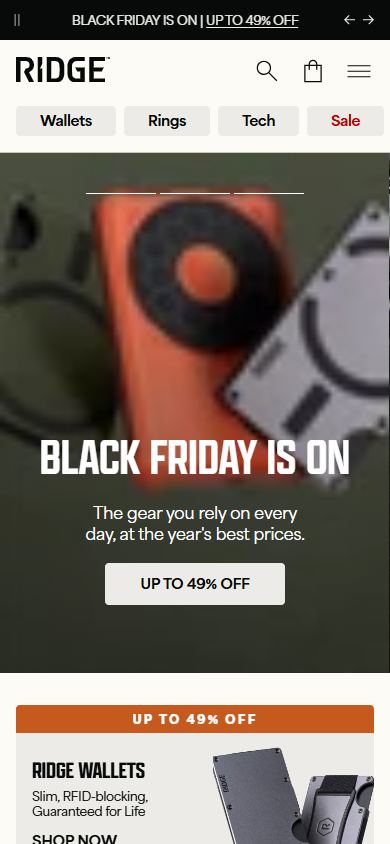 BLACK FRIDAY IS ON | UP TO 49% OFF
RIDGE
Wallets
Rings
Tech
Sale
BLACK FRIDAY IS ON
The gear you rely on every
day, at the year's best prices.
UP TO 49% OFF
UP TO 49% OFF
RIDGE WALLETS
Slim, RFID-blocking,
Guaranteed for Life
SHOP NOW